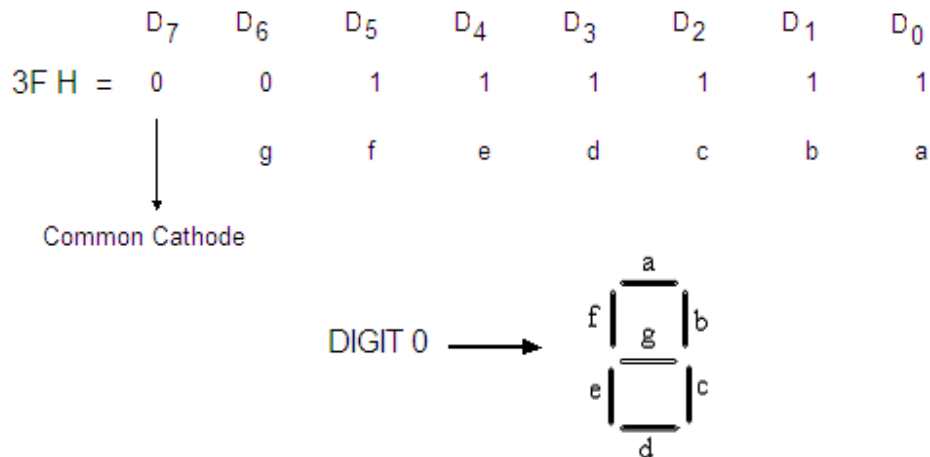 D7 D6 D5 D4 D3 D2 D1 D0
3F H = 0 0 1 1 1 1 1 1
g f e d c b a
Common Cathode
a
f b
DIGIT 0 g
e c
d